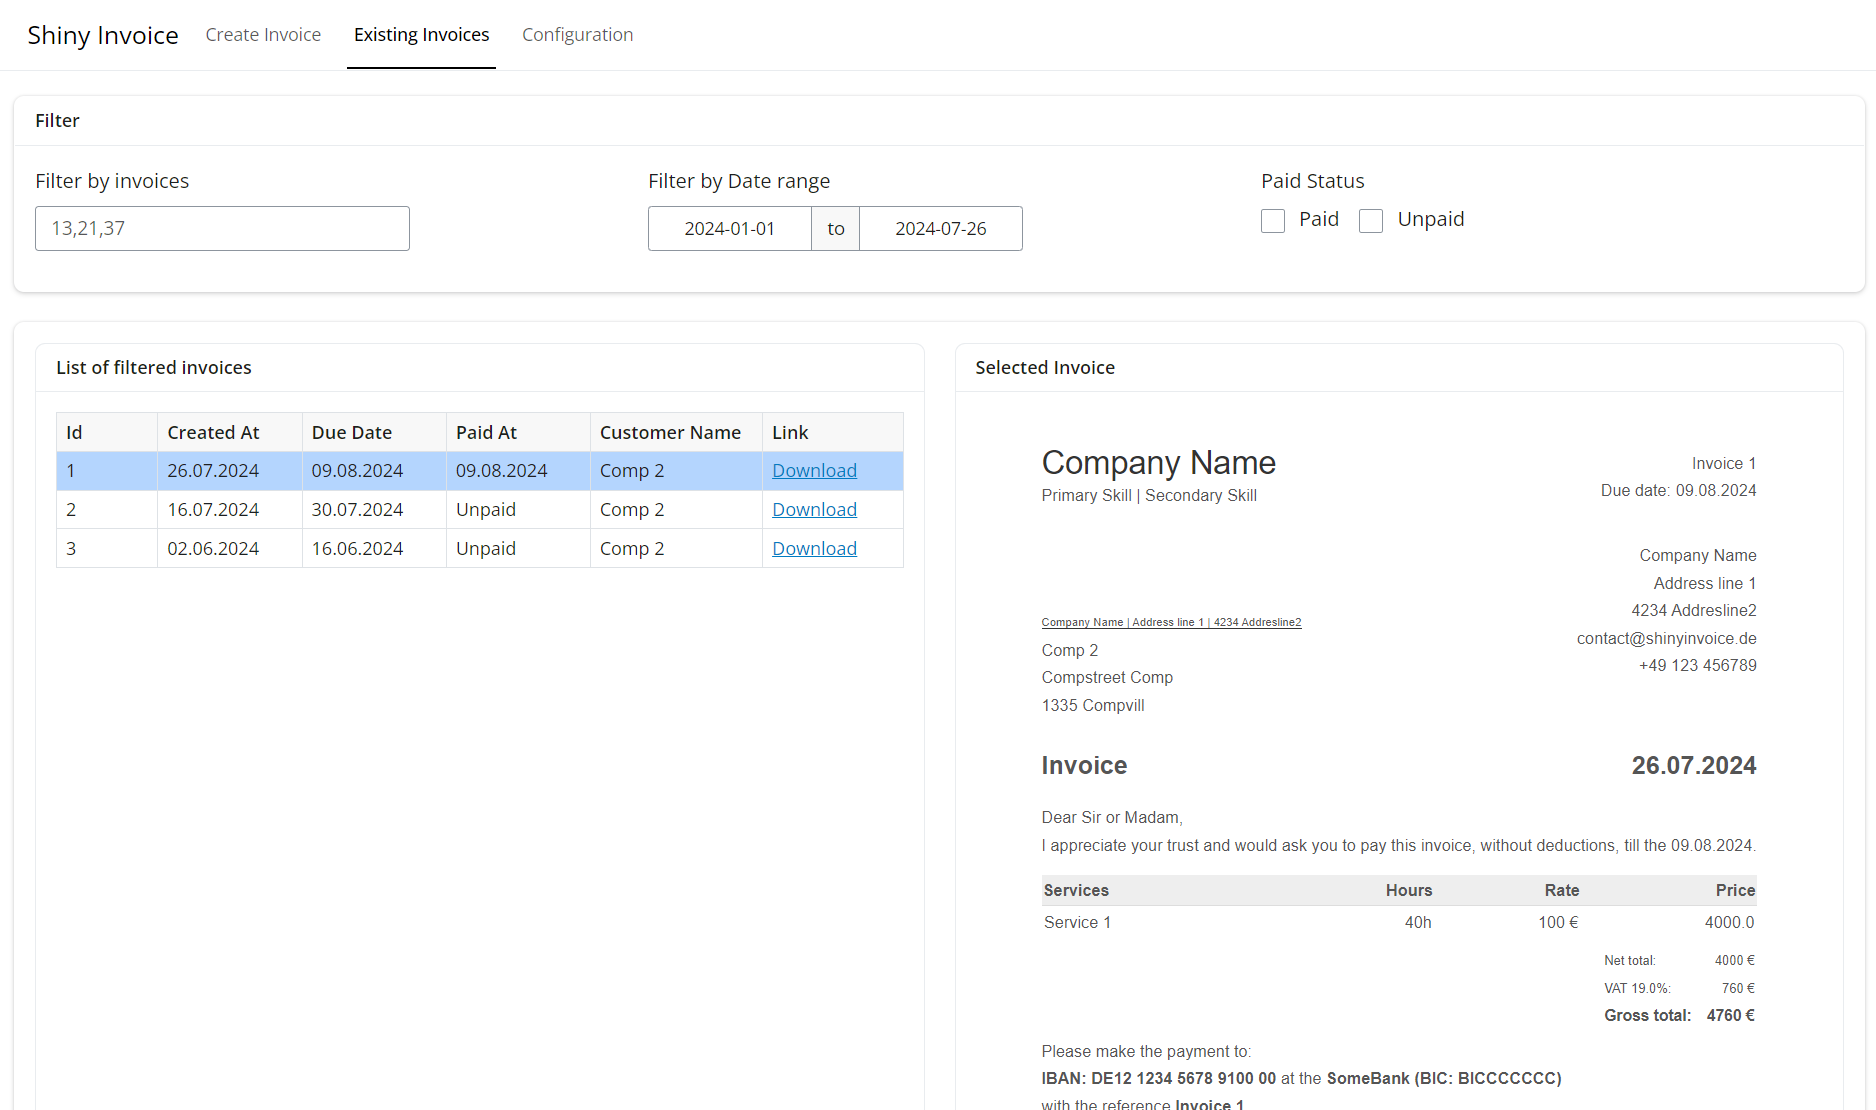 Shiny Invoice Create Invoice Existing Invoices Configuration
Filter
Filter by invoices
13,21,37
Filter by Date range
2024-01-01 to 2024-07-26
Paid Status
Paid Unpaid
List of filtered invoices
Id Created At Due Date Paid At Customer Name Link
1 26.07.2024 09.08.2024 09.08.2024 Comp 2 Download
2 16.07.2024 30.07.2024 Unpaid Comp 2 Download
3 02.06.2024 16.06.2024 Unpaid Comp 2 Download
Selected Invoice
Company Name
Primary Skill | Secondary Skill
Invoice 1
Due date: 09.08.2024
Company Name
Address line 1
4234 Addresline2
contact@shinyinvoice.de
+49 123 456789
Company Name | Address line 1 | 4234 Addresline2
Comp 2
Compstreet Comp
1335 Compvill
Invoice 26.07.2024
Dear Sir or Madam,
I appreciate your trust and would ask you to pay this invoice, without deductions, till the 09.08.2024.
Services Hours Rate Price
Service 1 40h 100 € 4000.0
Net total: 4000 €
VAT 19.0%: 760 €
Gross total: 4760 €
Please make the payment to:
IBAN: DE12 1234 5678 9100 00 at the SomeBank (BIC: BICCCCCCC)
with the reference Invoice 1